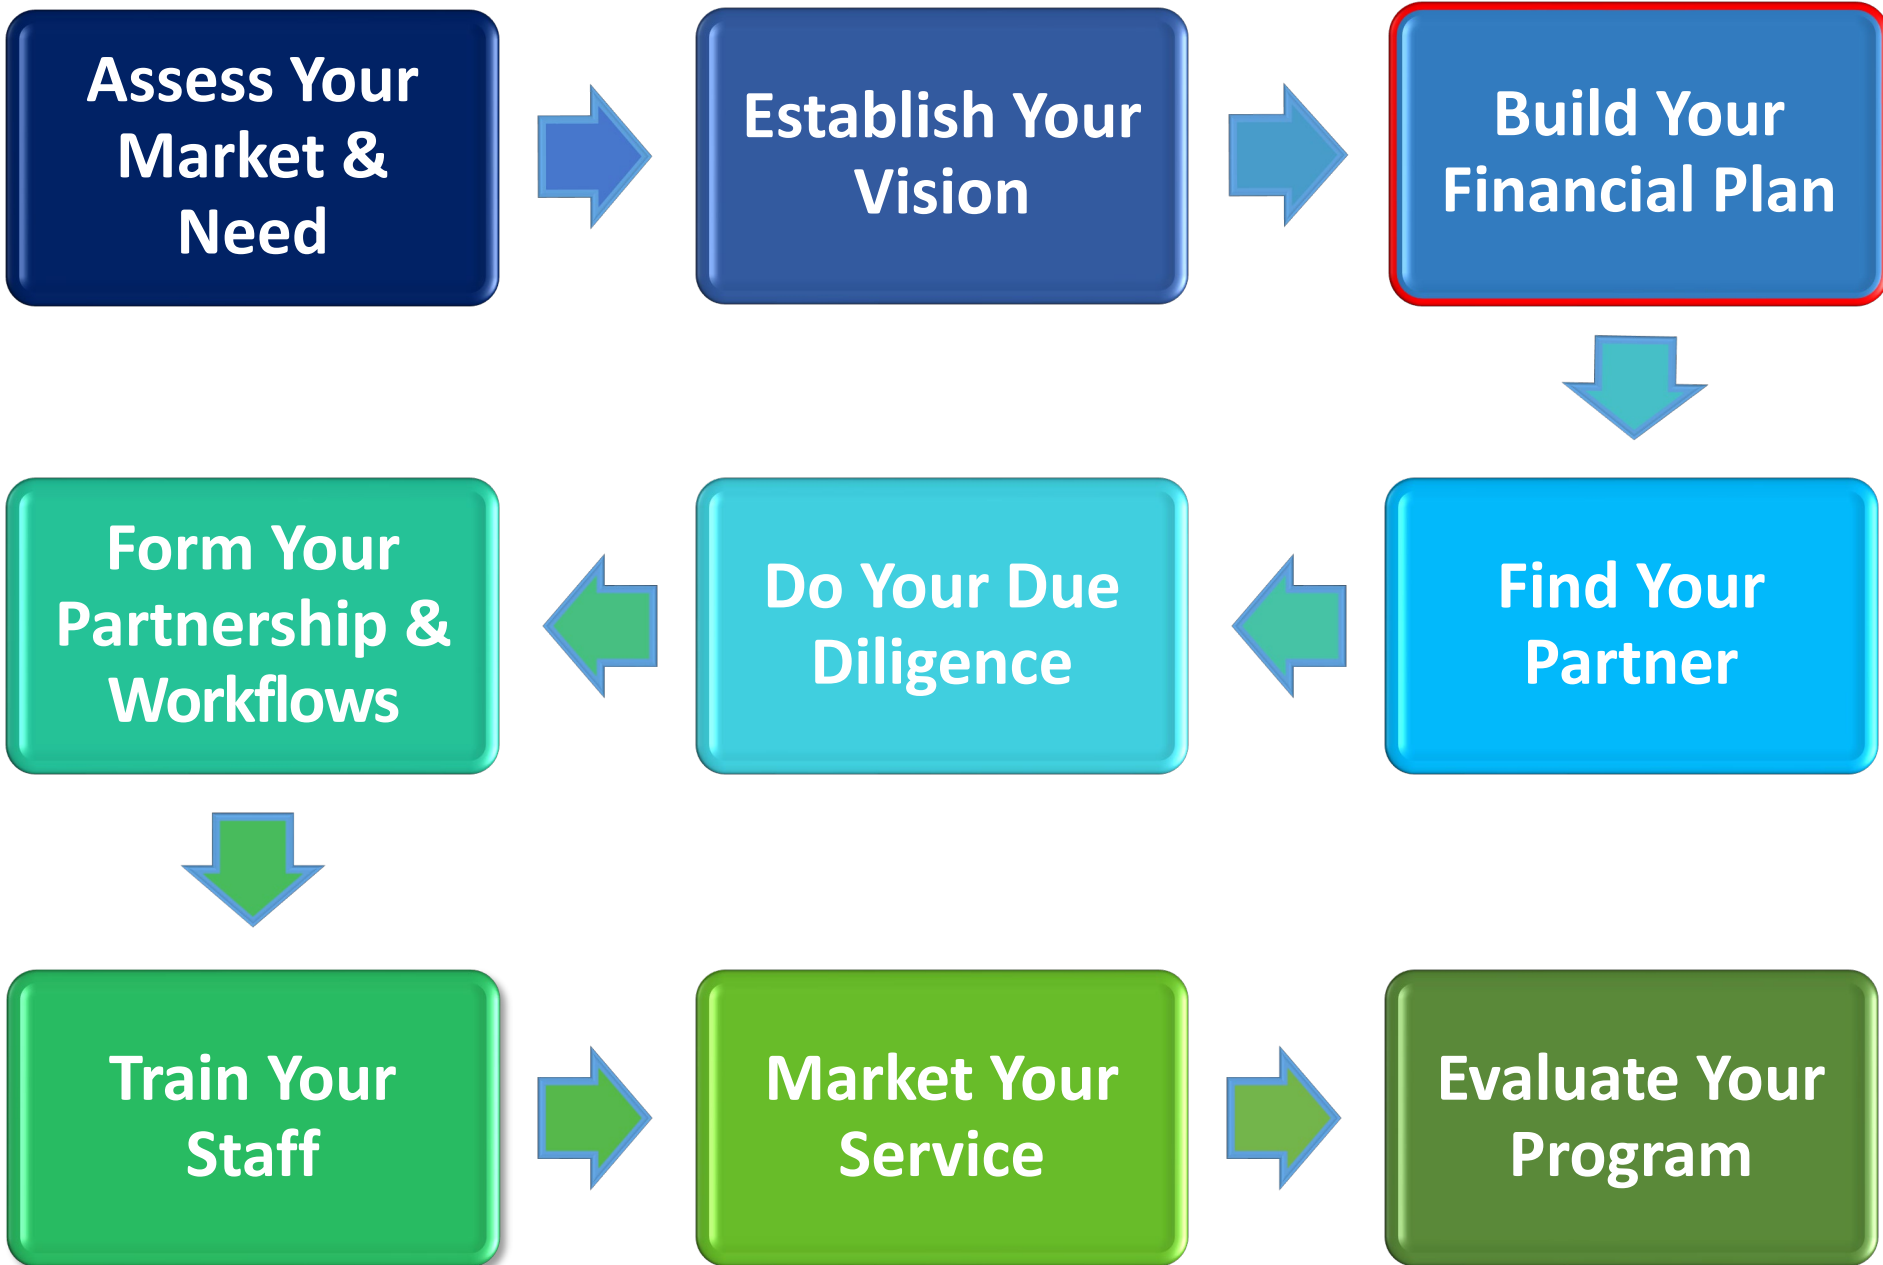 Assess Your
Market &
Need
Establish Your
Vision
Build Your
Financial Plan
Find Your
Partner
Do Your Due
Diligence
Form Your
Partnership &
Workflows
Train Your
Staff
Market Your
Service
Evaluate Your
Program